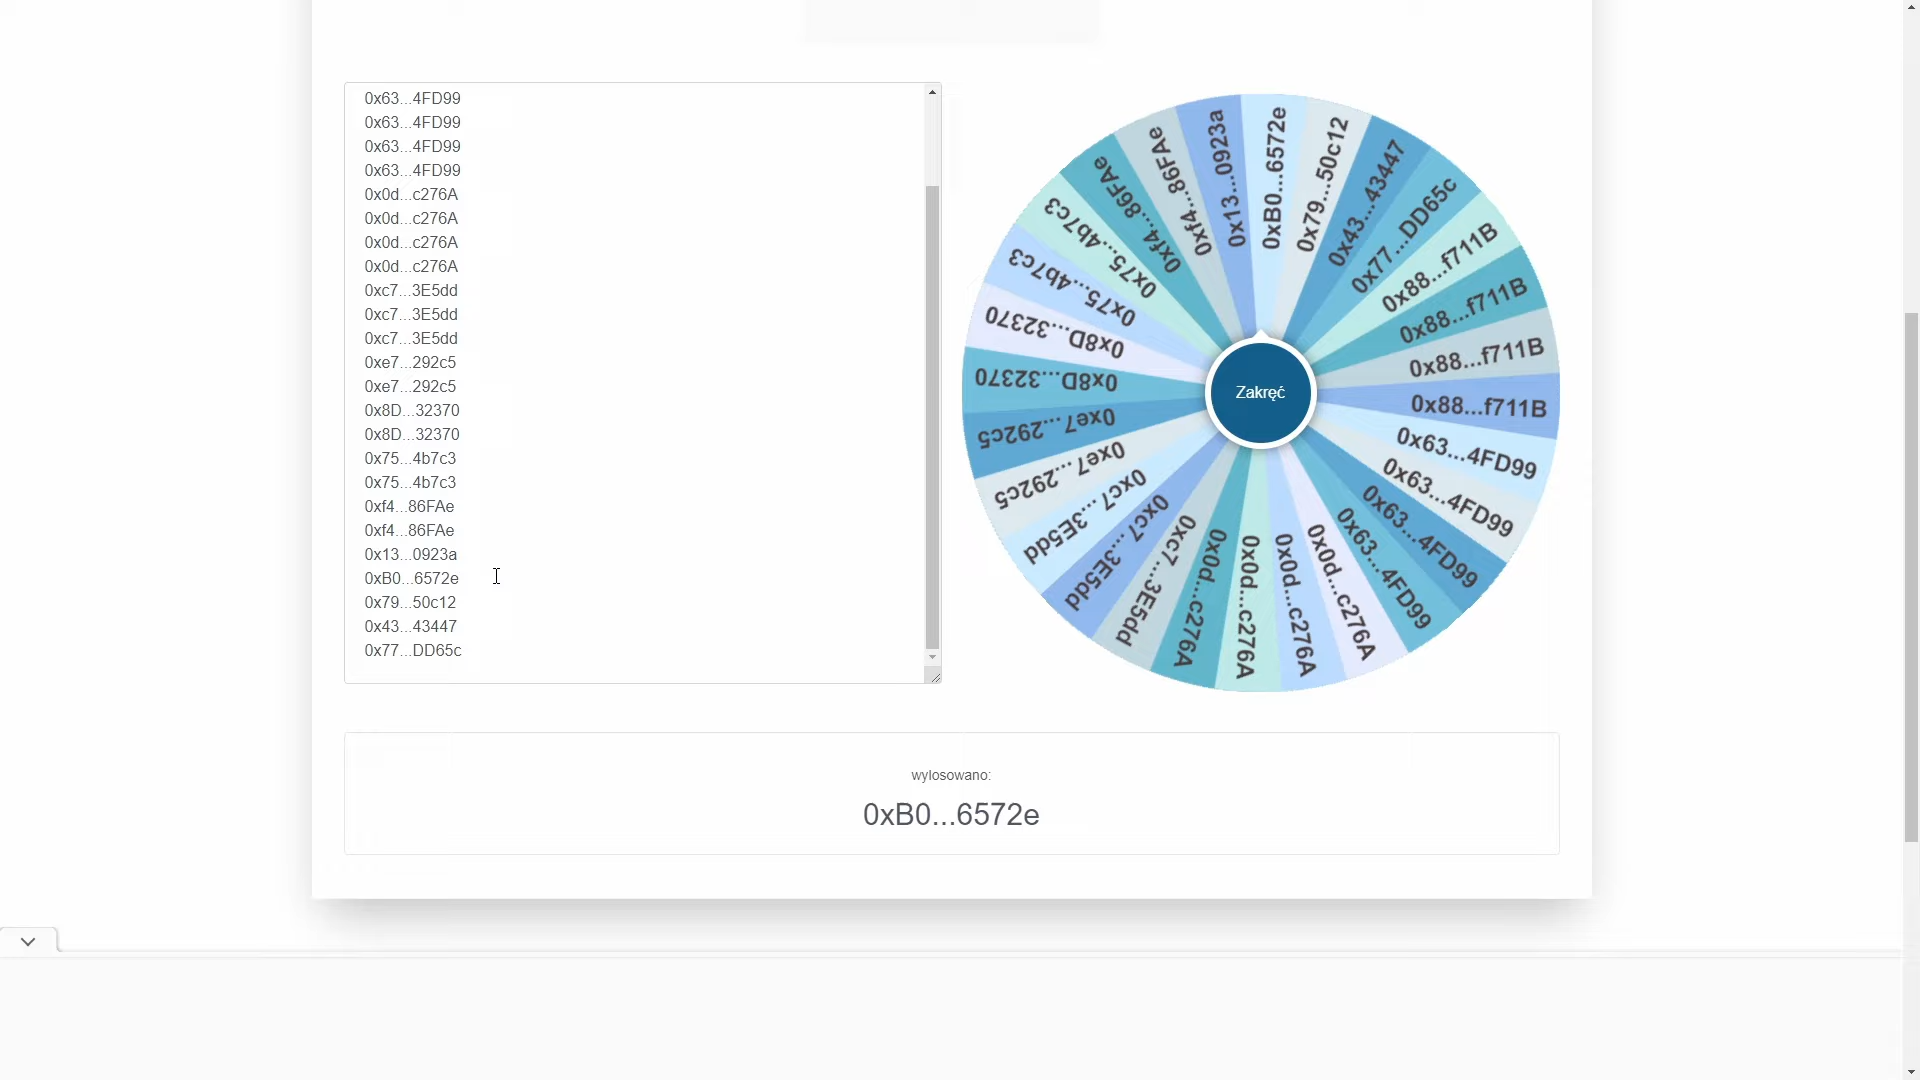 0x63...4FD99
0x63...4FD99
0x63...4FD99
0x63...4FD99
0x0d...c276A
0x0d...c276A
0x0d...c276A
0x0d...c276A
0xc7...3E5dd
0xc7...3E5dd
0xc7...3E5dd
0xe7...292c5
0xe7...292c5
0x8D...32370
0x8D...32370
0x75...4b7c3
0x75...4b7c3
0xf4...86FAe
0xf4...86FAe
0x13...0923a
0xB0...6572e
0x79...50c12
0x43...43447
0x77...DD65c
0xB0...6572e
0x79...50c12
0x43...43447
0x77...DD65c
0x88...f711B
0x88...f711B
0x88...f711B
0x88...f711B
0x63...4FD99
0x63...4FD99
0x63...4FD99
0x63...4FD99
0x0d...c276A
0x0d...c276A
0x0d...c276A
0x0d...c276A
0xc7...3E5dd
0xc7...3E5dd
0xc7...3E5dd
0xe7...292c5
0xe7...292c5
0x8D...32370
0x8D...32370
0x75...4b7c3
0x75...4b7c3
0xf4...86FAe
0xf4...86FAe
0x13...0923a
Zakręć
wylosowano:
0xB0...6572e